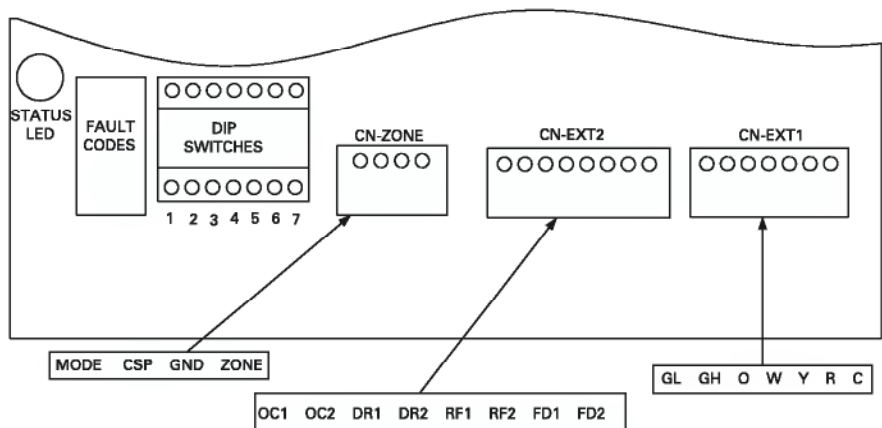 STATUS
LED
FAULT
CODES
DIP
SWITCHES
1 2 3 4 5 6 7
CN-ZONE
CN-EXT2
CN-EXT1
MODE CSP GND ZONE
OC1 OC2 DR1 DR2 RF1 RF2 FD1 FD2
GL GH O W Y R C